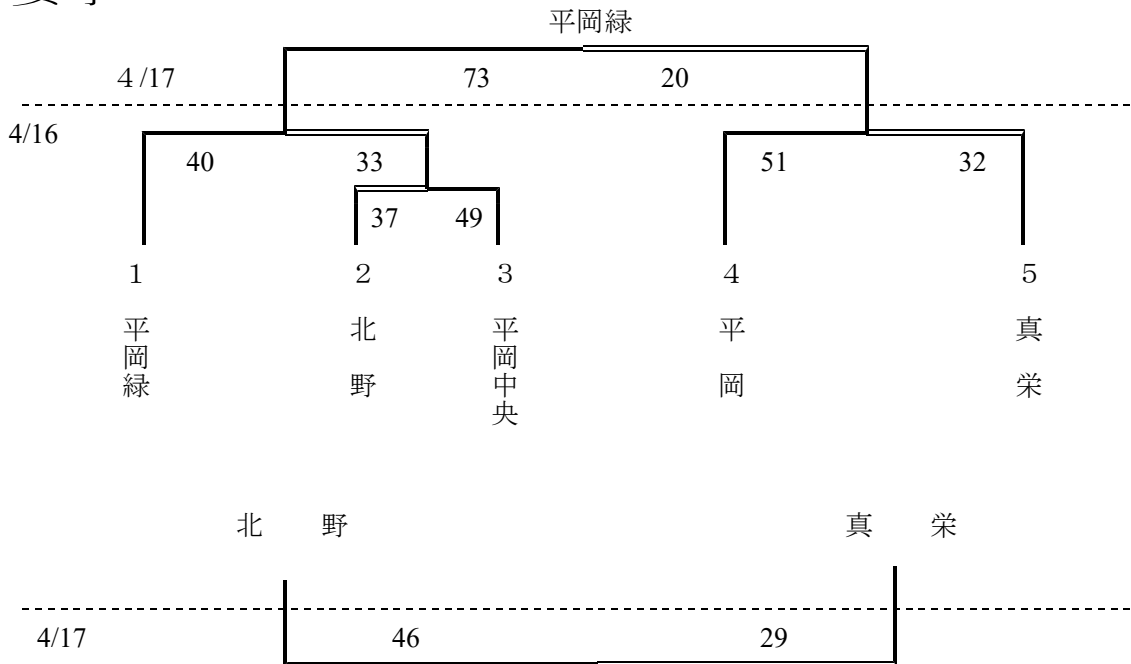 平岡緑
４/17 73 20
4/16
40 33 51 32
37 49
１ ２ ３ ４ ５
平岡緑 北野 平岡中央 平岡 真栄
北野 真栄
4/17 46 29